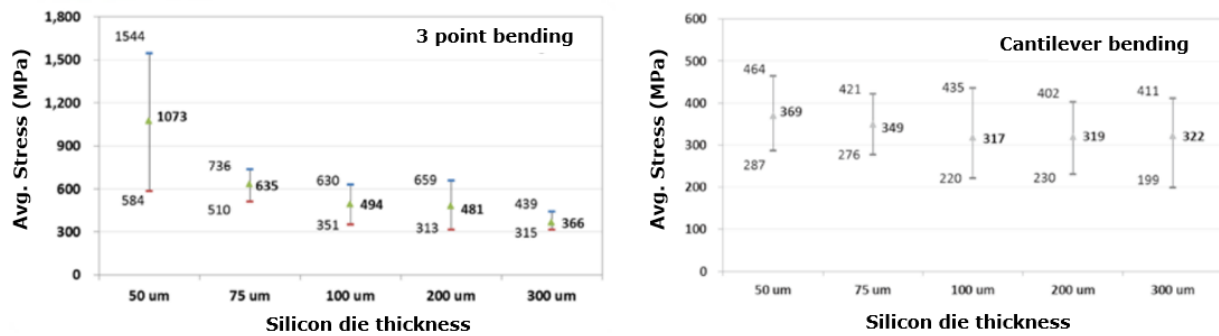 3 point bending
Avg. Stress (MPa)
1,800
1,500
1,200
900
600
300
0
1544
1073
584
736
635
510
630
494
351
659
481
313
439
366
315
50 um
75 um
100 um
200 um
300 um
Silicon die thickness
Cantilever bending
Avg. Stress (MPa)
600
500
400
300
200
100
0
464
369
287
421
349
276
435
317
220
402
319
230
411
322
199
50 um
75 um
100 um
200 um
300 um
Silicon die thickness